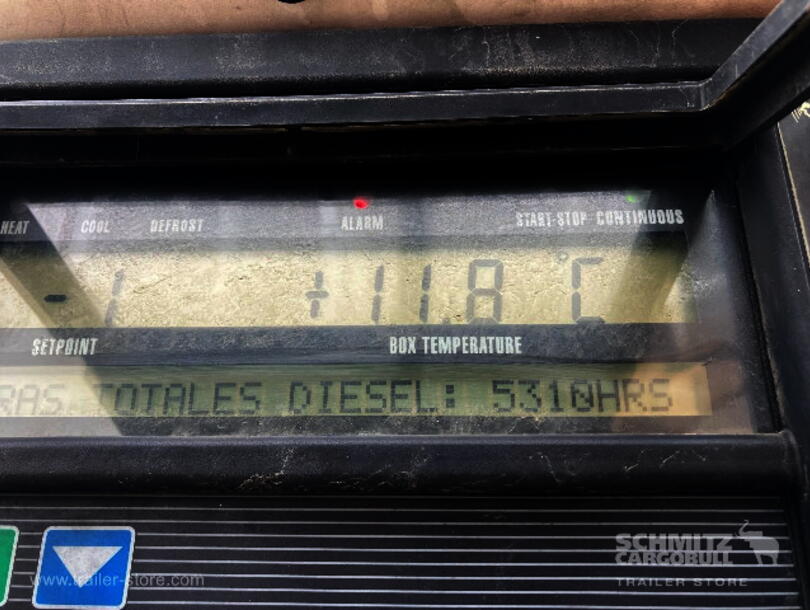 HEAT COOL DEFROST ALARM START-STOP CONTINUOUS
-1 +11.8 °C
SETPOINT BOX TEMPERATURE
RAS TOTALES DIESEL: 5310HRS
SCHMITZ
CARGOBULL
www.trailer-store.com TRAILER STORE